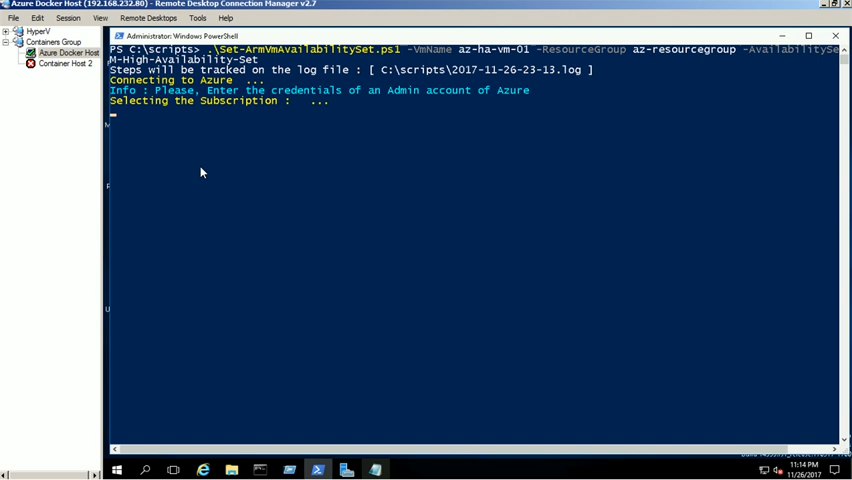 Azure Docker Host (192.168.232.80) - Remote Desktop Connection Manager v2.7
File Edit Session View Remote Desktops Tools Help
HyperV
Containers Group
Azure Docker Host
Container Host 2
Administrator: Windows PowerShell
PS C:\scripts> .\Set-ArmVmAvailabilitySet.ps1 -VmName az-ha-vm-01 -ResourceGroup az-resourcegroup -AvailabilitySe
M-High-Availability-Set
Steps will be tracked on the log file : [ C:\scripts\2017-11-26-23-13.log ]
Connecting to Azure ...
Info : Please, Enter the credentials of an Admin account of Azure
Selecting the Subscription : ...
11:14 PM
11/26/2017